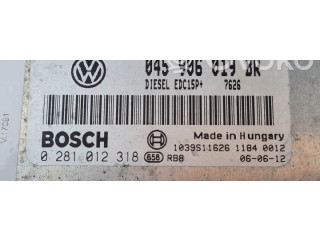 045 906 019 BR
DIESEL EDC15P+ 7626
BOSCH
Made in Hungary
1039S11626 1184 0012
0 281 012 318 658 RB8 06-06-12